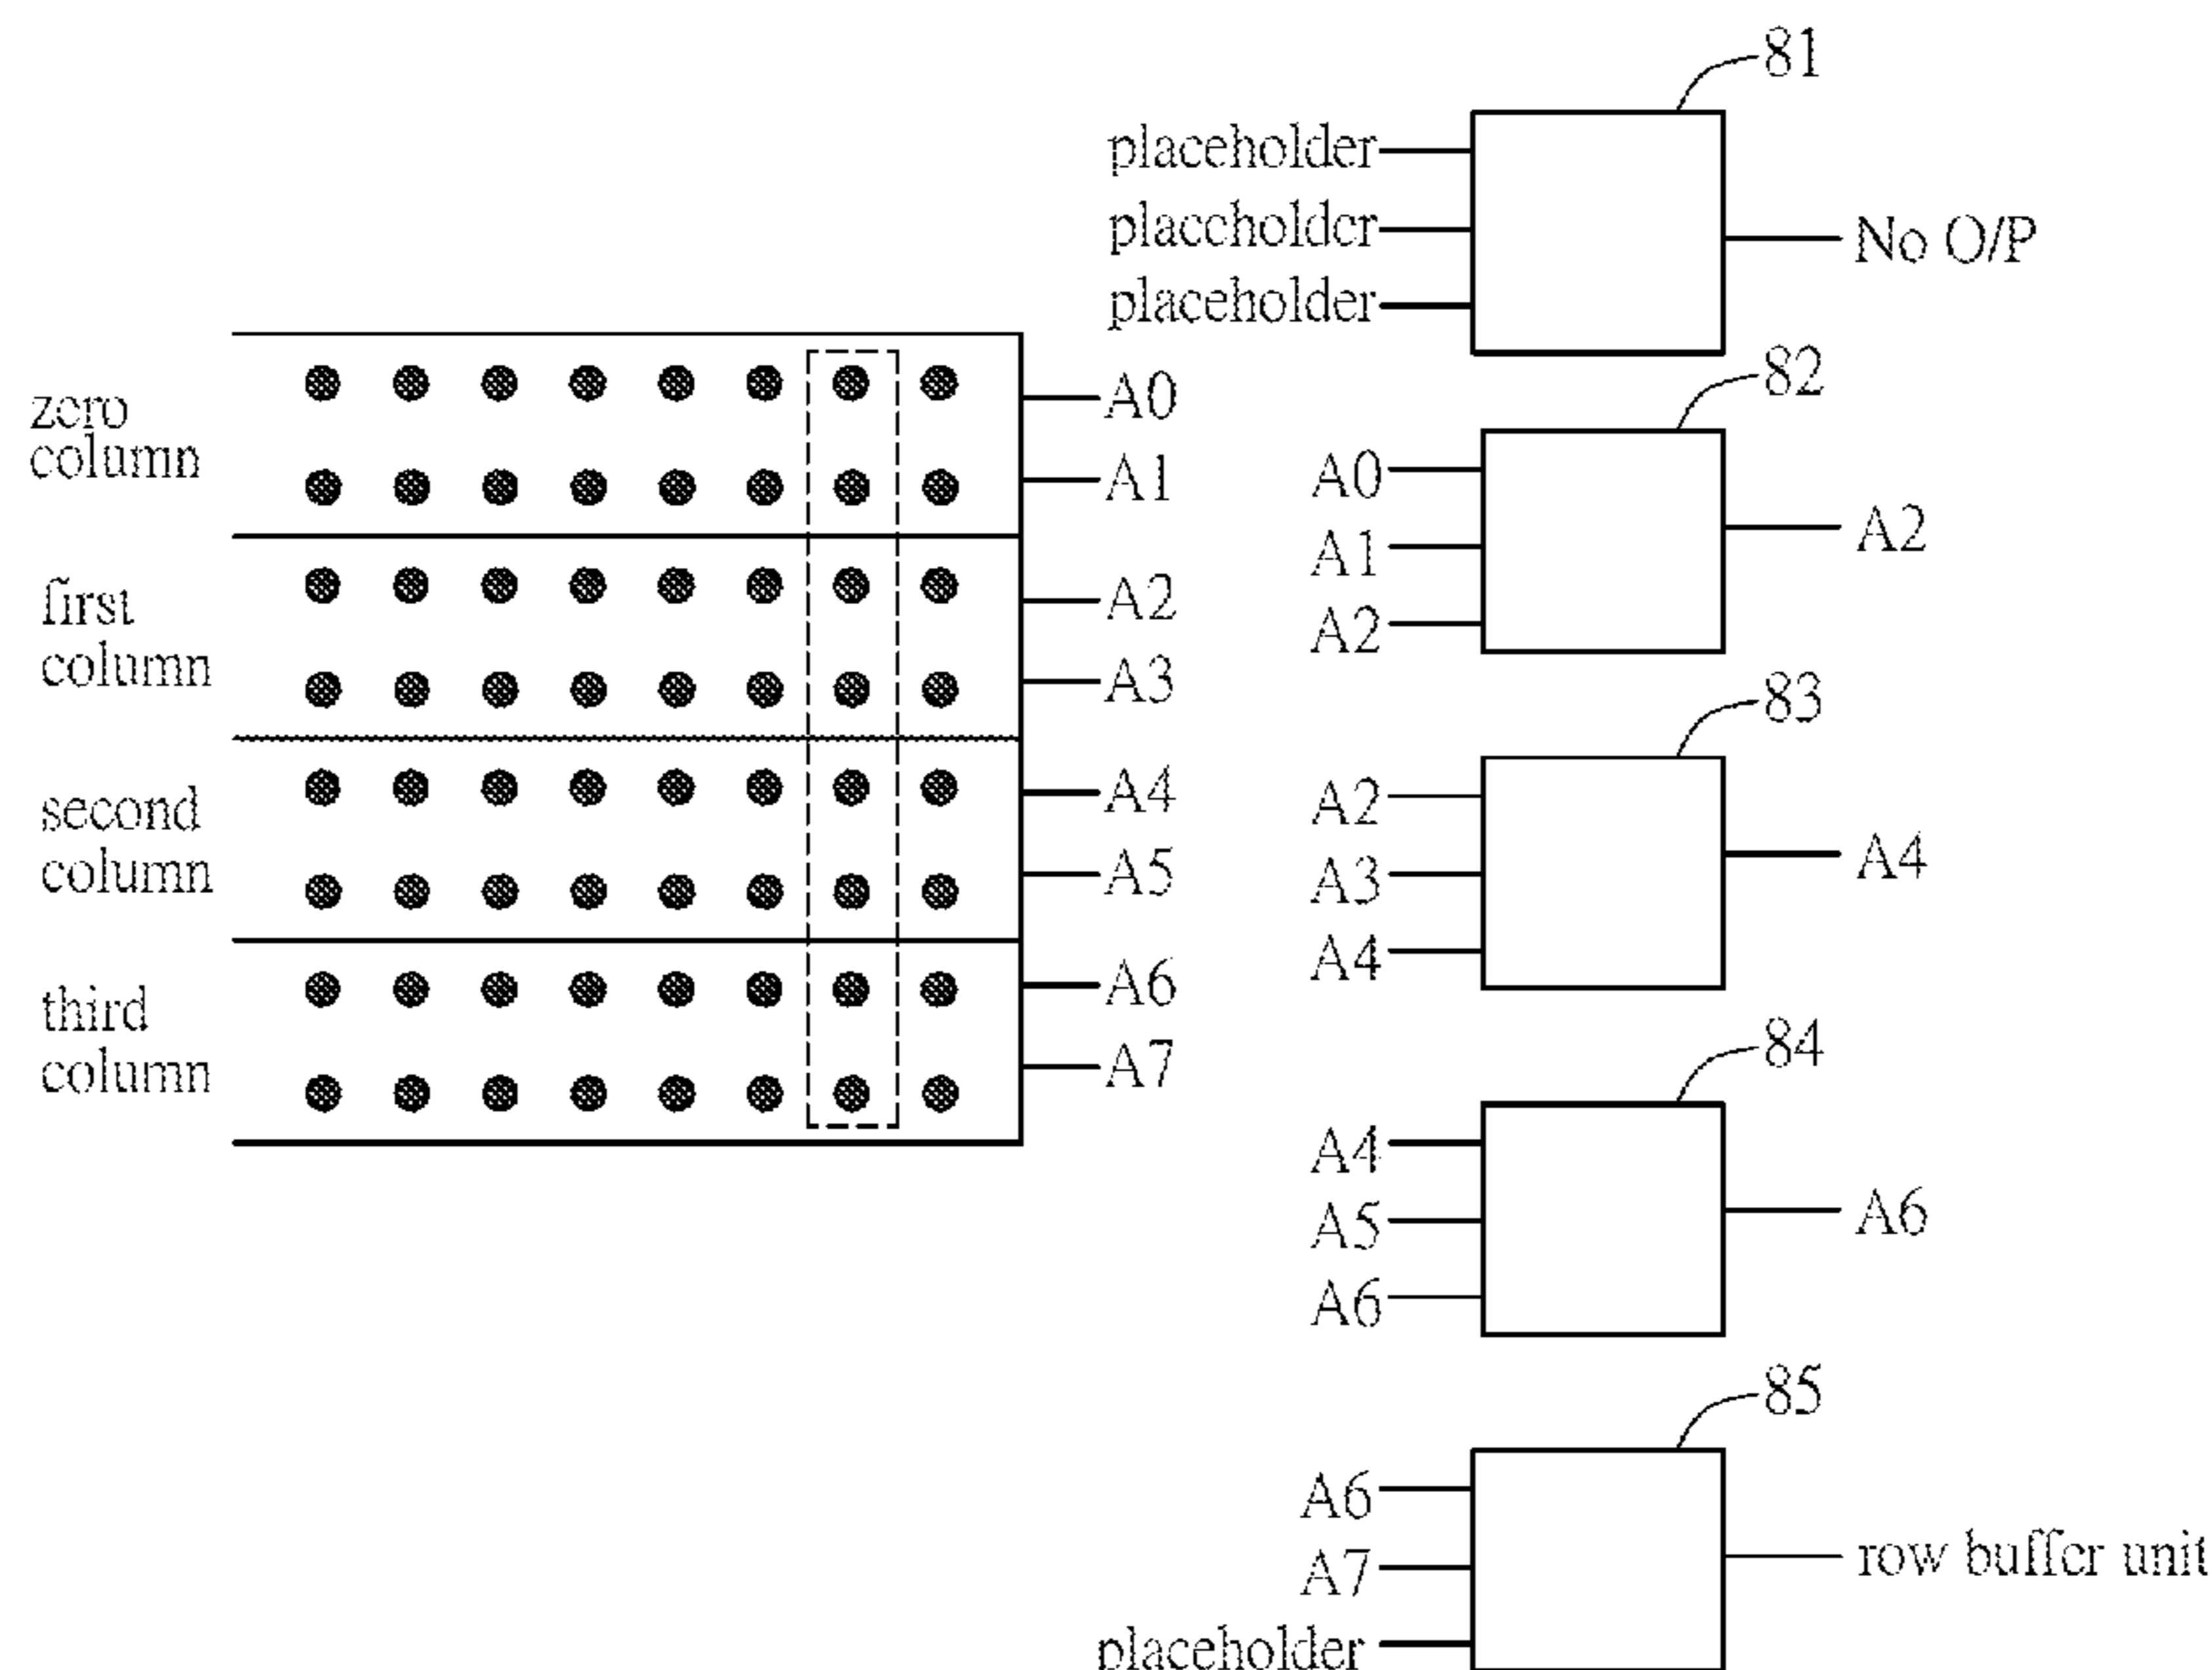 zero
column
first
column
second
column
third
column
A0
A1
A2
A3
A4
A5
A6
A7
81
placeholder
placeholder
placeholder
No O/P
82
A0
A1
A2
A2
83
A2
A3
A4
A4
84
A4
A5
A6
A6
85
A6
A7
placeholder
row buffer unit